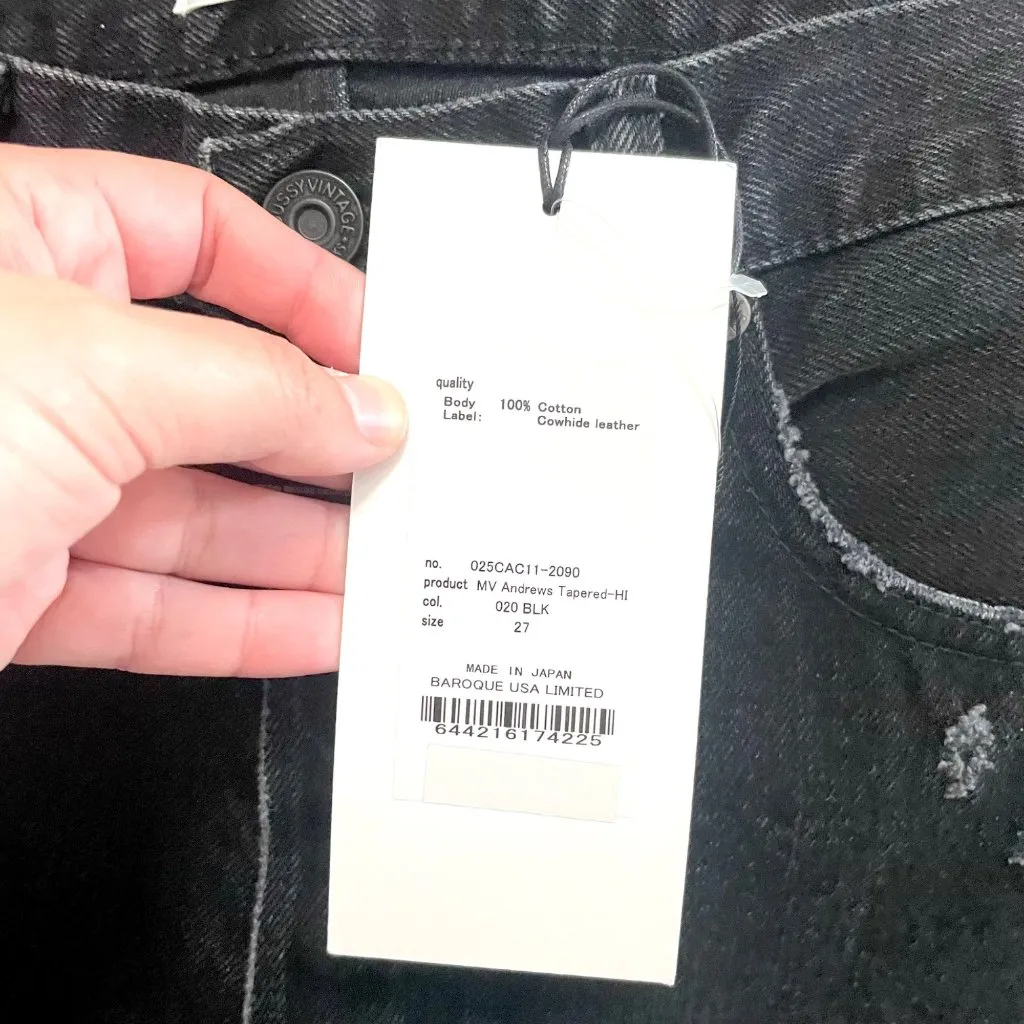 USSYVINTAGE
quality
Body 100% Cotton
Label: Cowhide leather
no. 025CAC11-2090
product MV Andrews Tapered-HI
col. 020 BLK
size 27
MADE IN JAPAN
BAROQUE USA LIMITED
644216174225